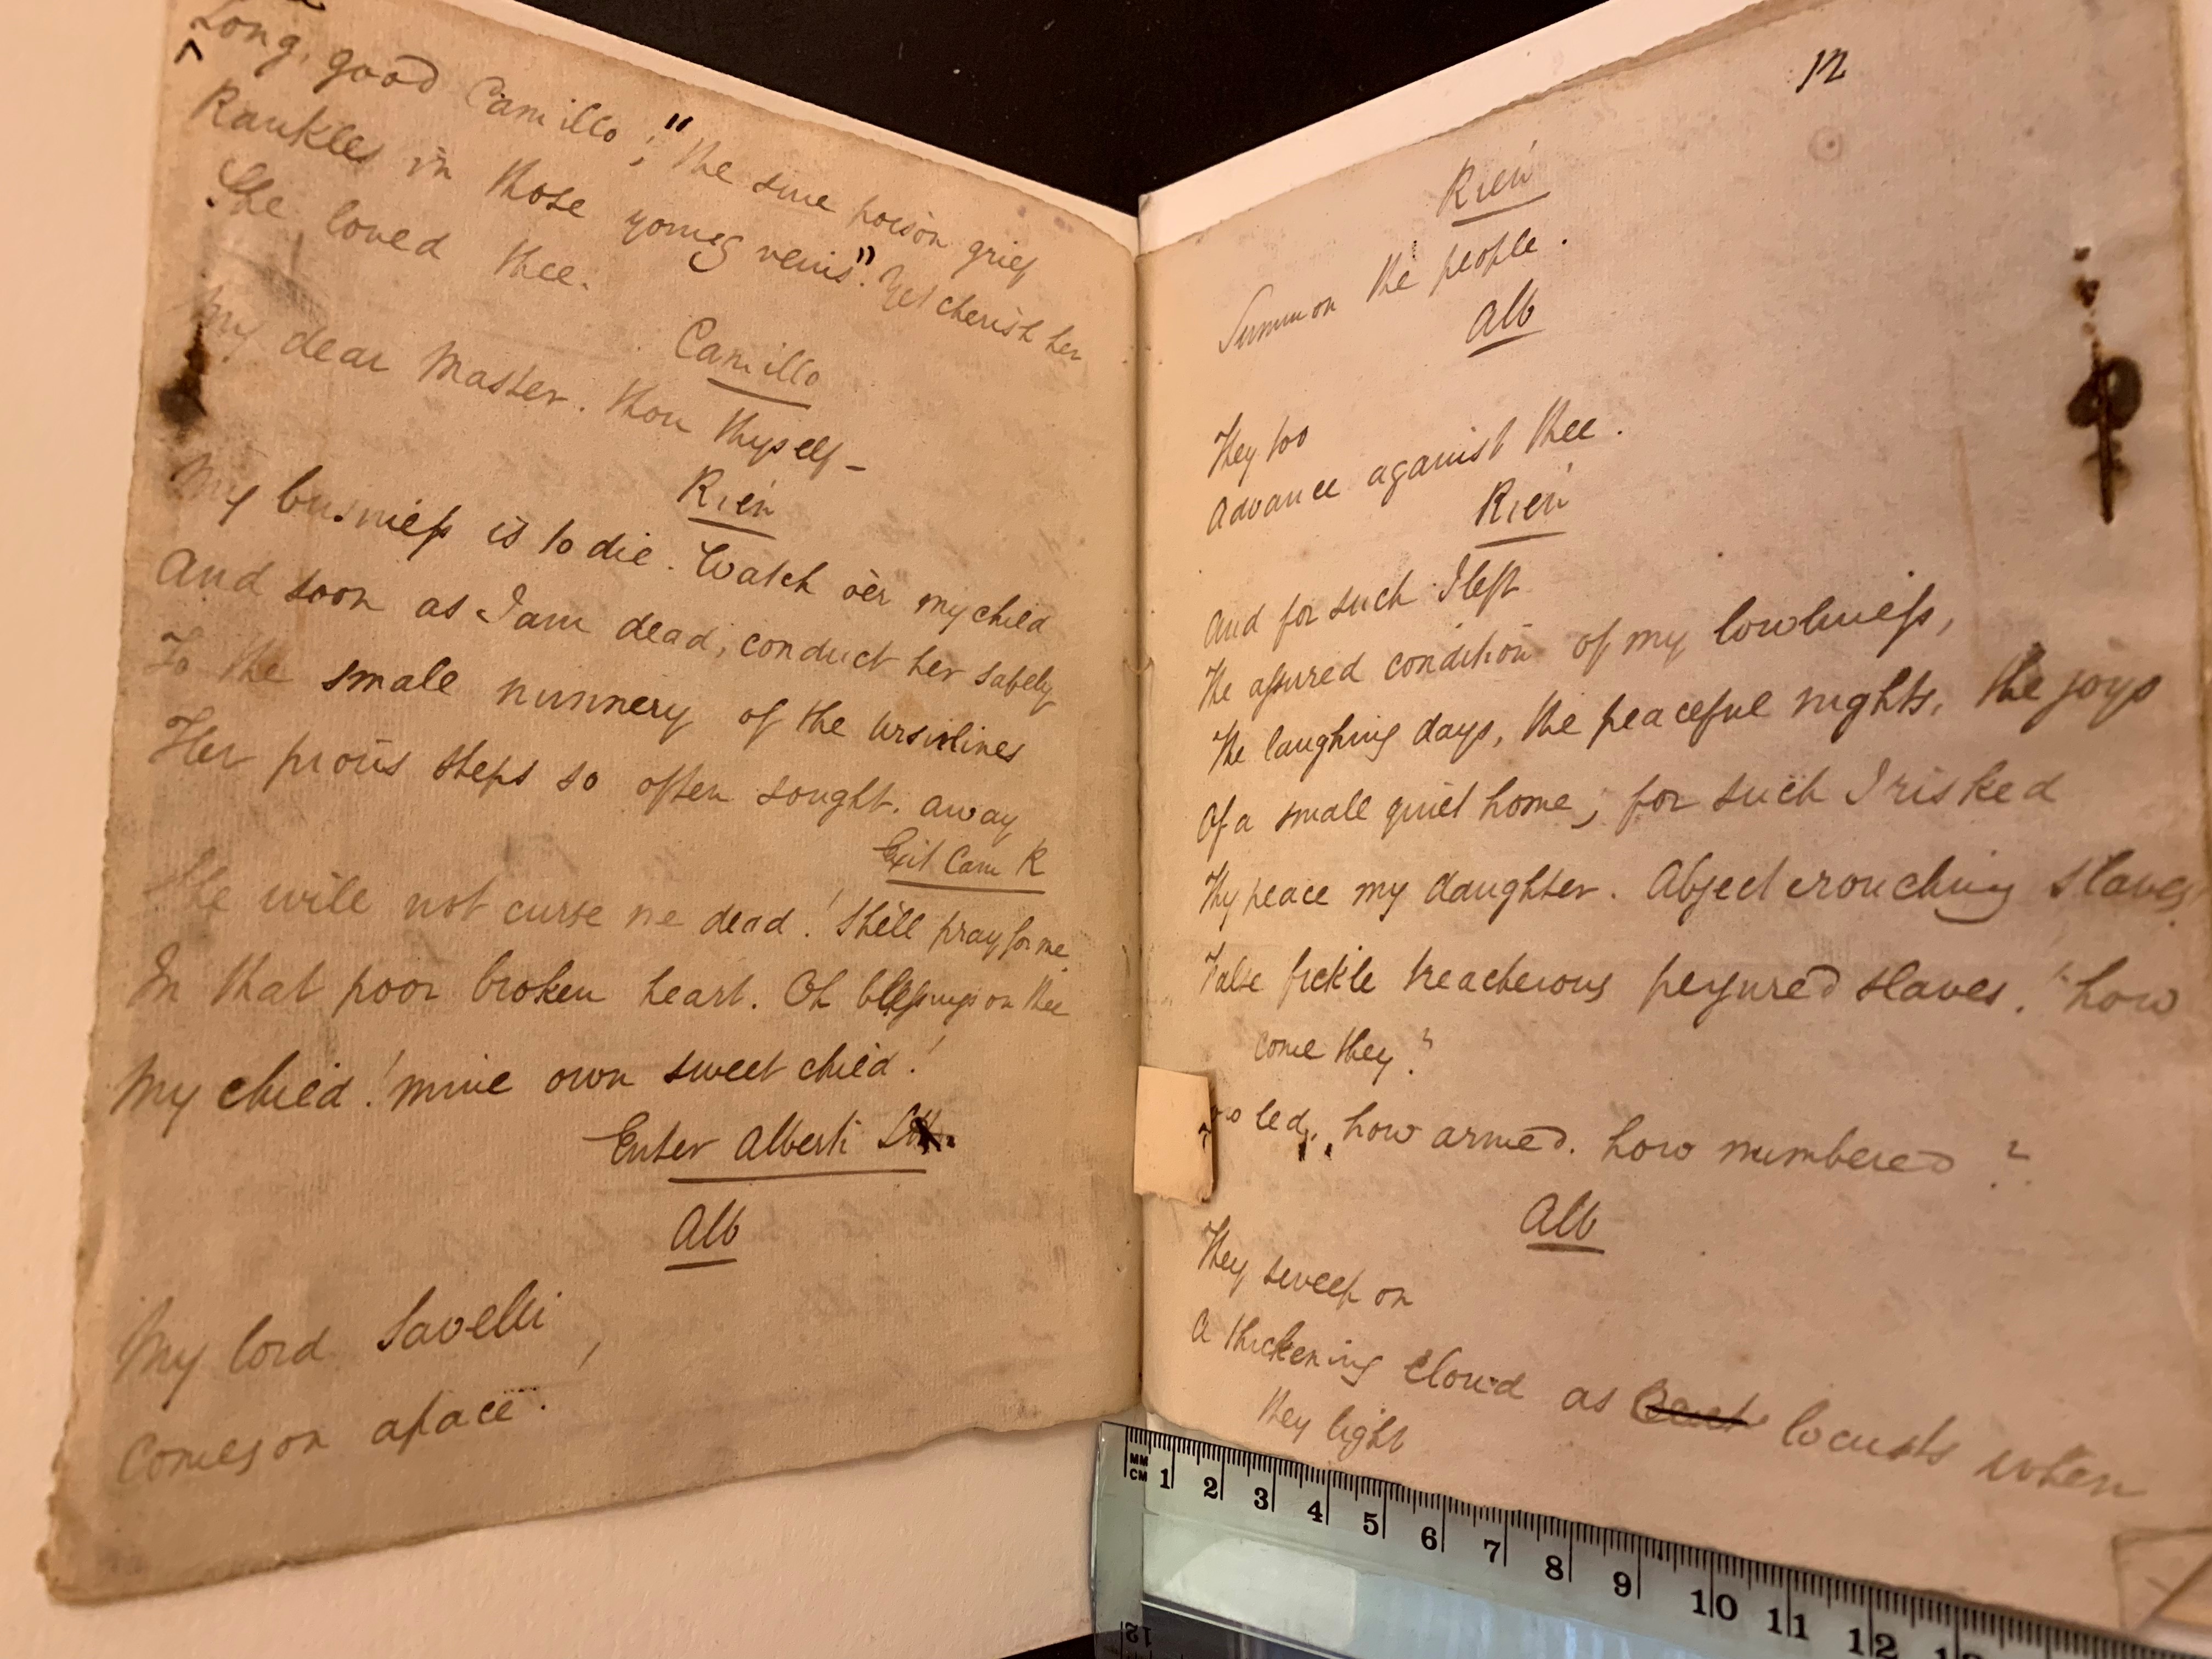 Long, good Camillo; "the sure poison grief
Rankles in those young veins". Yet cherish her
She loved thee.
Camillo
My dear Master. thou thyself –
Rien
My businefs is to die. Watch o'er my child
And soon as I am dead, conduct her safely
To the small nunnery of the Ursulines
Her pious steps so often sought. away
Exit Cam R
She will not curse me dead! She'll pray for me
In that poor broken heart. Oh blefsings on thee
My child! mine own sweet child!
Enter Alberti
Alb
My lord Savelli,
Comes on apace.
12
Rien
Summon the people.
Alb
They too
Advance against thee.
Rien
And for such I left
The afsured condition of my lowlinefs,
The laughing days, the peaceful nights, the joys
Of a small quiet home; for such I risked
Thy peace my daughter. Abject crouching slaves
False fickle treacherous perjured slaves! how
come they?
led, how armed. how numbered?
Alb
They sweep on
A thickening cloud as locusts when
they light
MM
CM 1 2 3 4 5 6 7 8 9 10 11 12 13
12